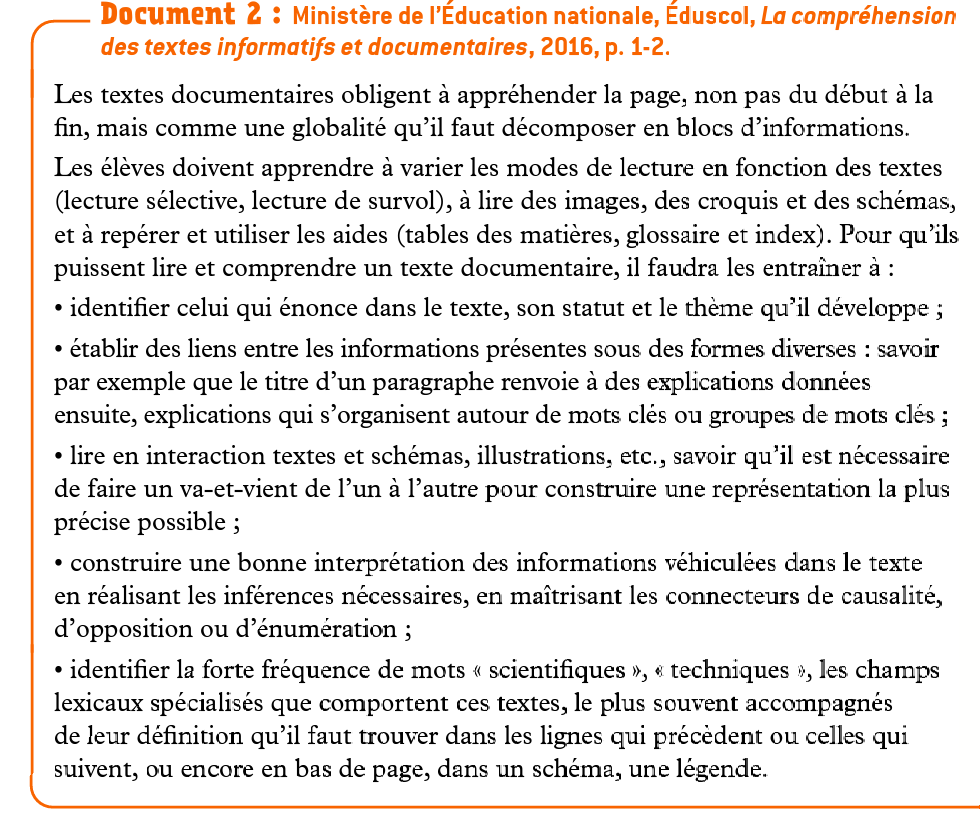 Document 2 : Ministère de l’Éducation nationale, Éduscol, La compréhension
des textes informatifs et documentaires, 2016, p. 1-2.
Les textes documentaires obligent à appréhender la page, non pas du début à la
fin, mais comme une globalité qu’il faut décomposer en blocs d’informations.
Les élèves doivent apprendre à varier les modes de lecture en fonction des textes
(lecture sélective, lecture de survol), à lire des images, des croquis et des schémas,
et à repérer et utiliser les aides (tables des matières, glossaire et index). Pour qu’ils
puissent lire et comprendre un texte documentaire, il faudra les entraîner à :
• identifier celui qui énonce dans le texte, son statut et le thème qu’il développe ;
• établir des liens entre les informations présentes sous des formes diverses : savoir
par exemple que le titre d’un paragraphe renvoie à des explications données
ensuite, explications qui s’organisent autour de mots clés ou groupes de mots clés ;
• lire en interaction textes et schémas, illustrations, etc., savoir qu’il est nécessaire
de faire un va-et-vient de l’un à l’autre pour construire une représentation la plus
précise possible ;
• construire une bonne interprétation des informations véhiculées dans le texte
en réalisant les inférences nécessaires, en maîtrisant les connecteurs de causalité,
d’opposition ou d’énumération ;
• identifier la forte fréquence de mots « scientifiques », « techniques », les champs
lexicaux spécialisés que comportent ces textes, le plus souvent accompagnés
de leur définition qu’il faut trouver dans les lignes qui précèdent ou celles qui
suivent, ou encore en bas de page, dans un schéma, une légende.